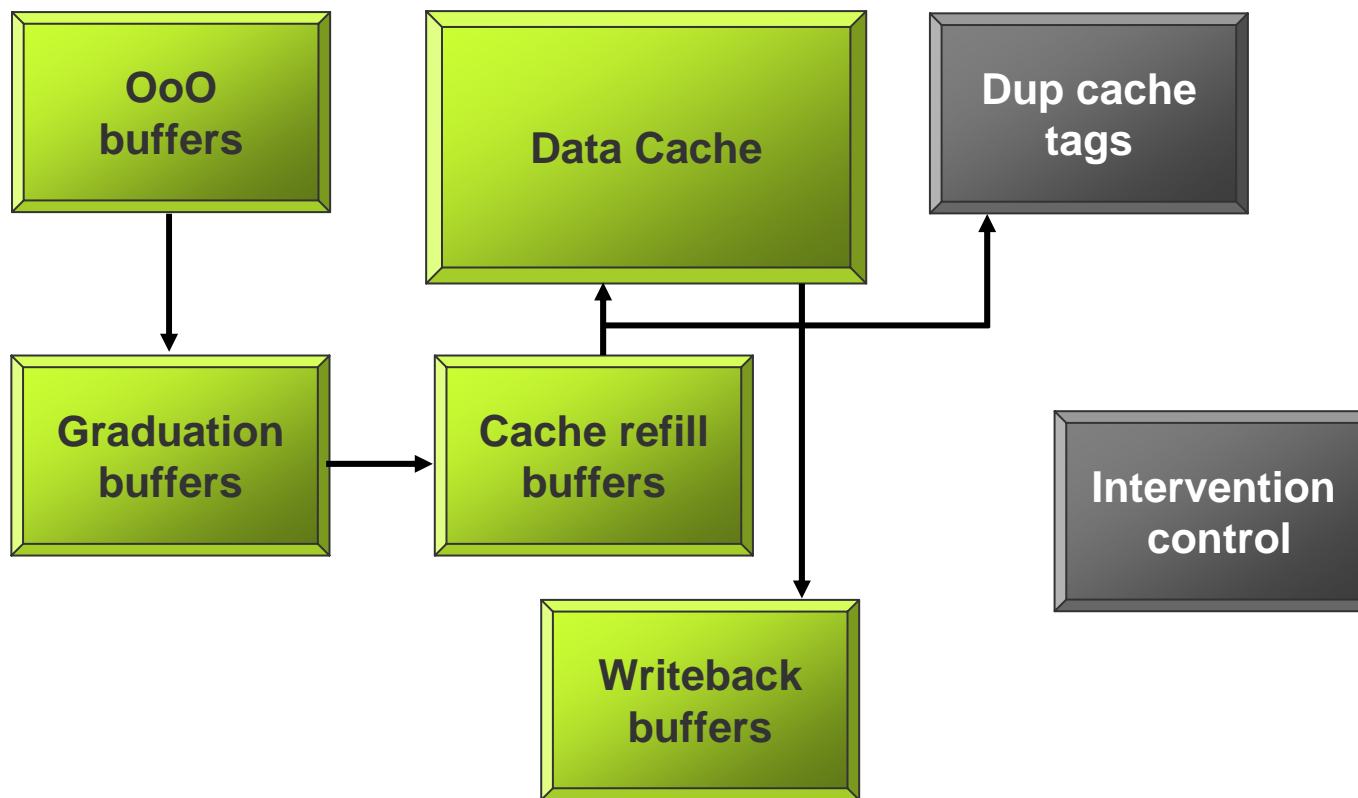 OoO
buffers
Data Cache
Dup cache
tags
Graduation
buffers
Cache refill
buffers
Intervention
control
Writeback
buffers